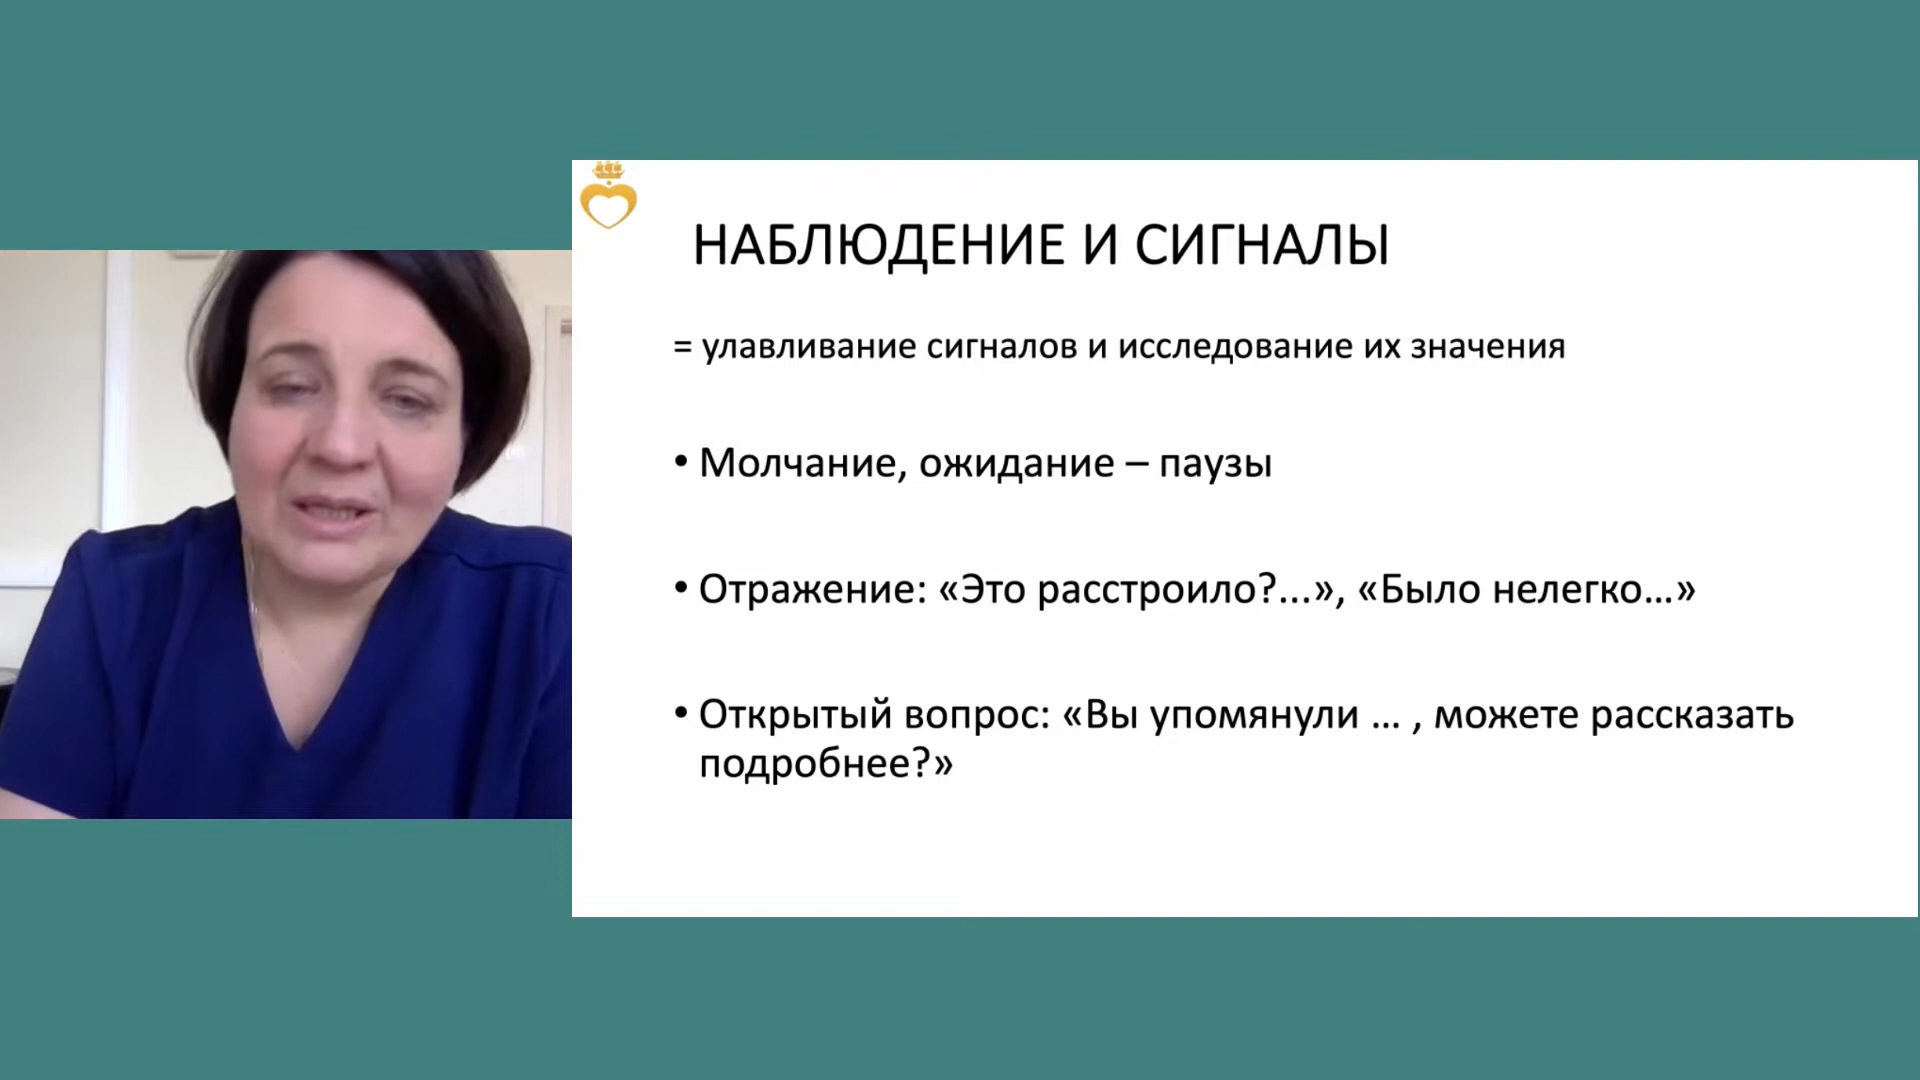 НАБЛЮДЕНИЕ И СИГНАЛЫ
= улавливание сигналов и исследование их значения
• Молчание, ожидание – паузы
• Отражение: «Это расстроило?...», «Было нелегко...»
• Открытый вопрос: «Вы упомянули ... , можете рассказать
подробнее?»